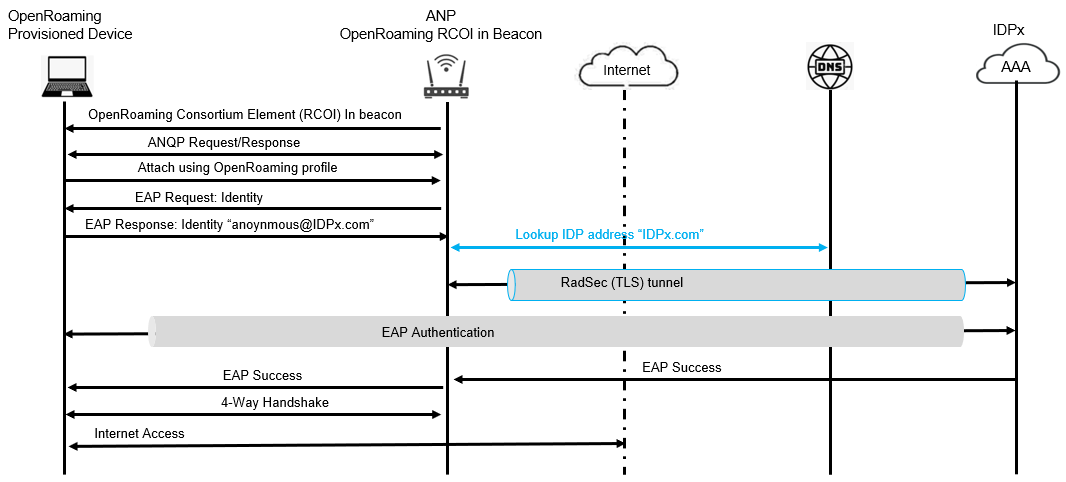 OpenRoaming
Provisioned Device
ANP
OpenRoaming RCOI in Beacon
Internet
DNS
IDPx
AAA
OpenRoaming Consortium Element (RCOI) In beacon
ANQP Request/Response
Attach using OpenRoaming profile
EAP Request: Identity
EAP Response: Identity “anoynmous@IDPx.com”
Lookup IDP address “IDPx.com”
RadSec (TLS) tunnel
EAP Authentication
EAP Success
EAP Success
4-Way Handshake
Internet Access